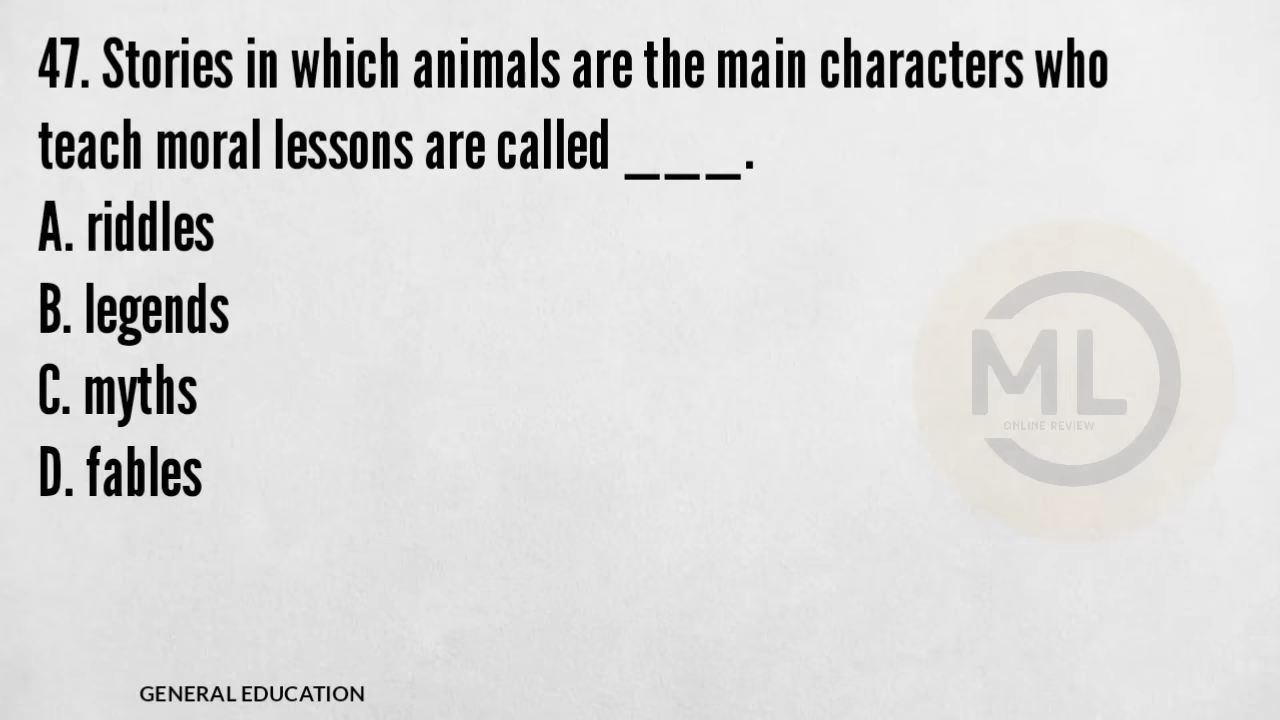 47. Stories in which animals are the main characters who
teach moral lessons are called ___.
A. riddles
B. legends
C. myths
D. fables
ML
ONLINE REVIEW
GENERAL EDUCATION